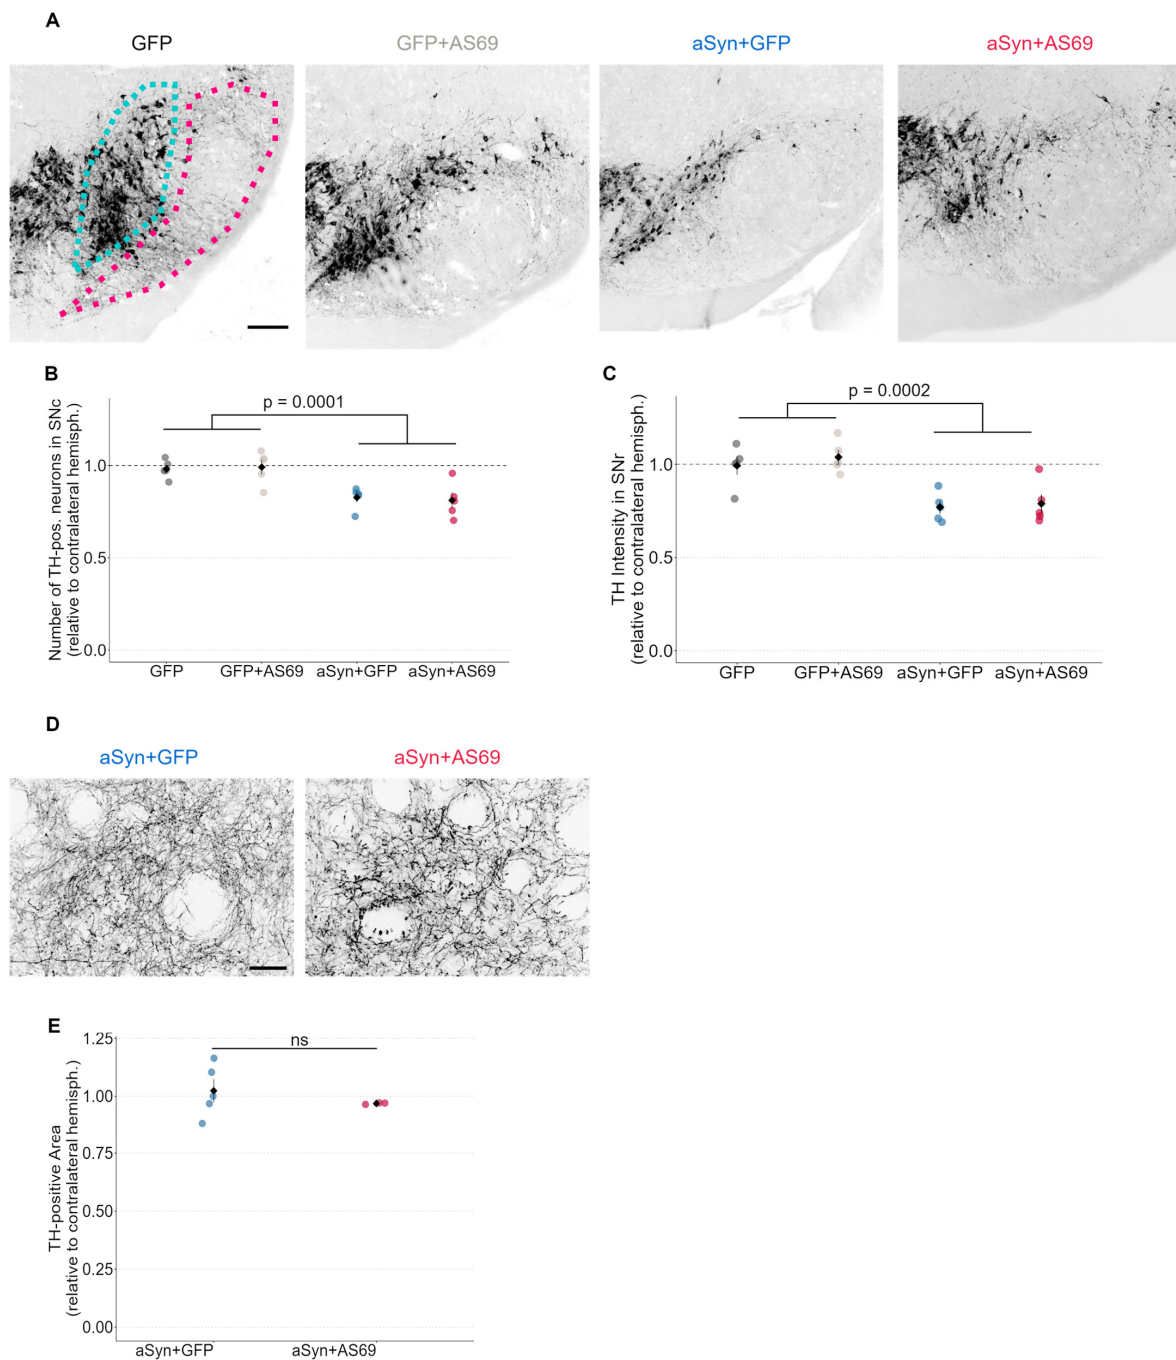 A
GFP
GFP+AS69
aSyn+GFP
aSyn+AS69
B
Number of TH-pos. neurons in SNc
(relative to contralateral hemisph.)
p = 0.0001
1.0
0.5
0.0
GFP
GFP+AS69
aSyn+GFP
aSyn+AS69
C
TH Intensity in SNr
(relative to contralateral hemisph.)
p = 0.0002
1.0
0.5
0.0
GFP
GFP+AS69
aSyn+GFP
aSyn+AS69
D
aSyn+GFP
aSyn+AS69
E
TH-positive Area
(relative to contralateral hemisph.)
ns
1.25
1.00
0.75
0.50
0.25
0.00
aSyn+GFP
aSyn+AS69